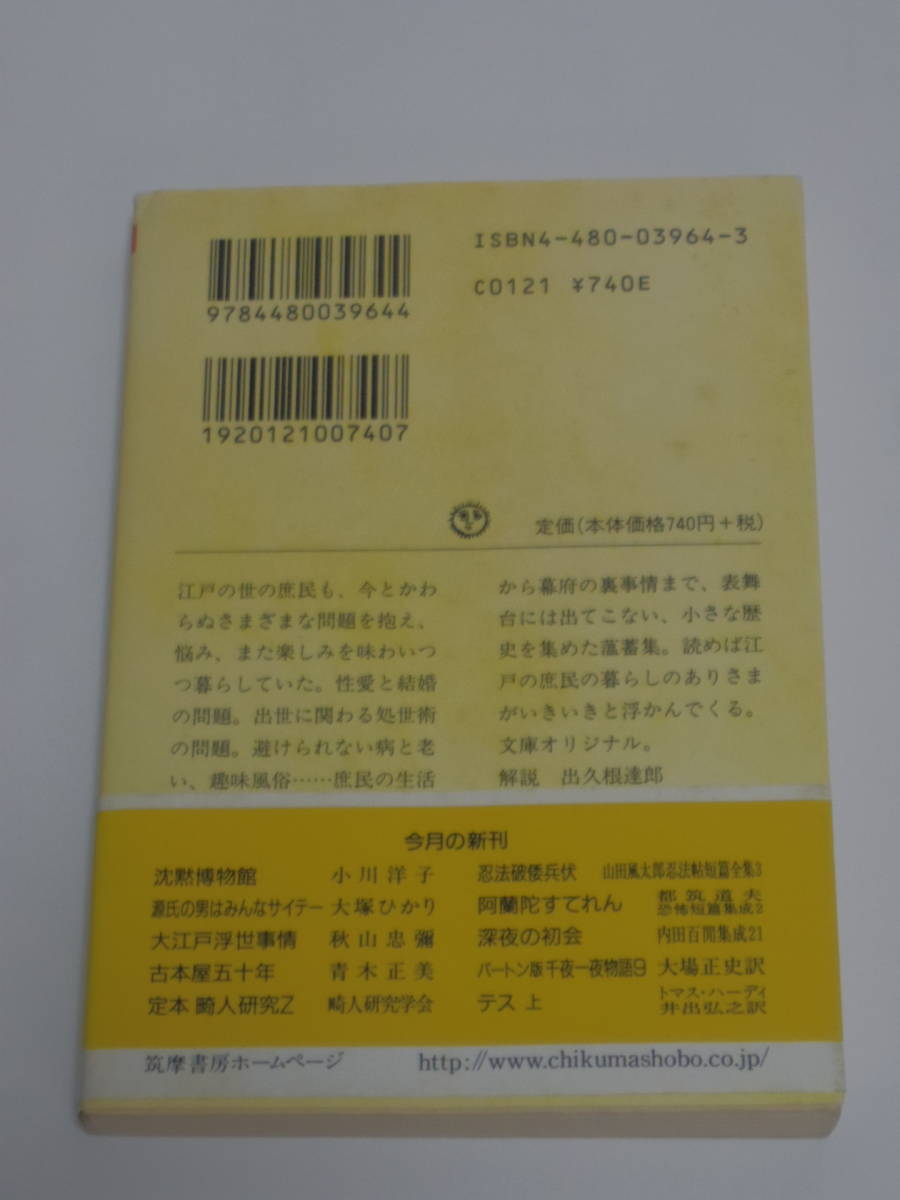 ISBN4-480-03964-3
C0121 ¥740E
9784480039644
1920121007407
定価(本体価格740円+税)
江戸の世の庶民も、今とかわ
らぬさまざまな問題を抱え、
悩み、また楽しみを味わいつ
つ暮らしていた。性愛と結婚
の問題。出世に関わる処世術
の問題。避けられない病と老
い、趣味風俗……庶民の生活
から幕府の裏事情まで、表舞
台には出てこない、小さな歴
史を集めた薀蓄集。読めば江
戸の庶民の暮らしのありさま
がいきいきと浮かんでくる。
文庫オリジナル。
解説 出久根達郎
今月の新刊
沈黙博物館 小川洋子
源氏の男はみんなサイテー 大塚ひかり
大江戸浮世事情 秋山忠彌
古本屋五十年 青木正美
定本 畸人研究Z 畸人研究学会
忍法破倭兵状 山田風太郎忍法帖短篇全集3
阿蘭陀すてれん 都筑道夫恐怖短篇集成2
深夜の初会 内田百閒集成21
バートン版 千夜一夜物語9 大場正史訳
テス 上 トマス・ハーディ 井出弘之訳
筑摩書房ホームページ http://www.chikumashobo.co.jp/